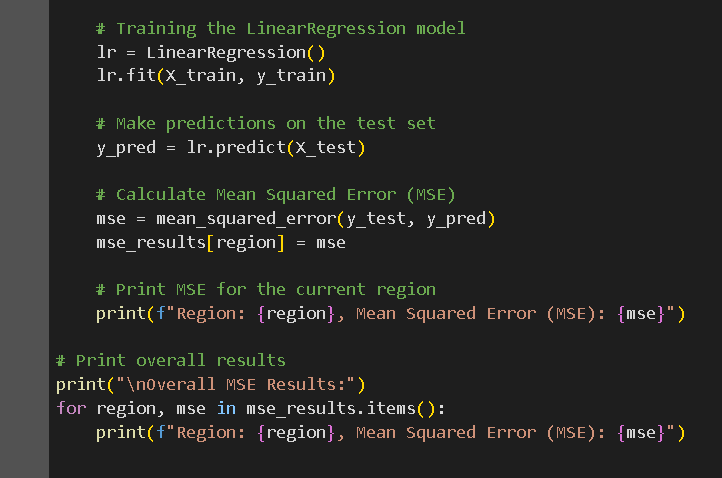 # Training the LinearRegression model
lr = LinearRegression()
lr.fit(X_train, y_train)
# Make predictions on the test set
y_pred = lr.predict(X_test)
# Calculate Mean Squared Error (MSE)
mse = mean_squared_error(y_test, y_pred)
mse_results[region] = mse
# Print MSE for the current region
print(f"Region: {region}, Mean Squared Error (MSE): {mse}")
# Print overall results
print("\nOverall MSE Results:")
for region, mse in mse_results.items():
print(f"Region: {region}, Mean Squared Error (MSE): {mse}")